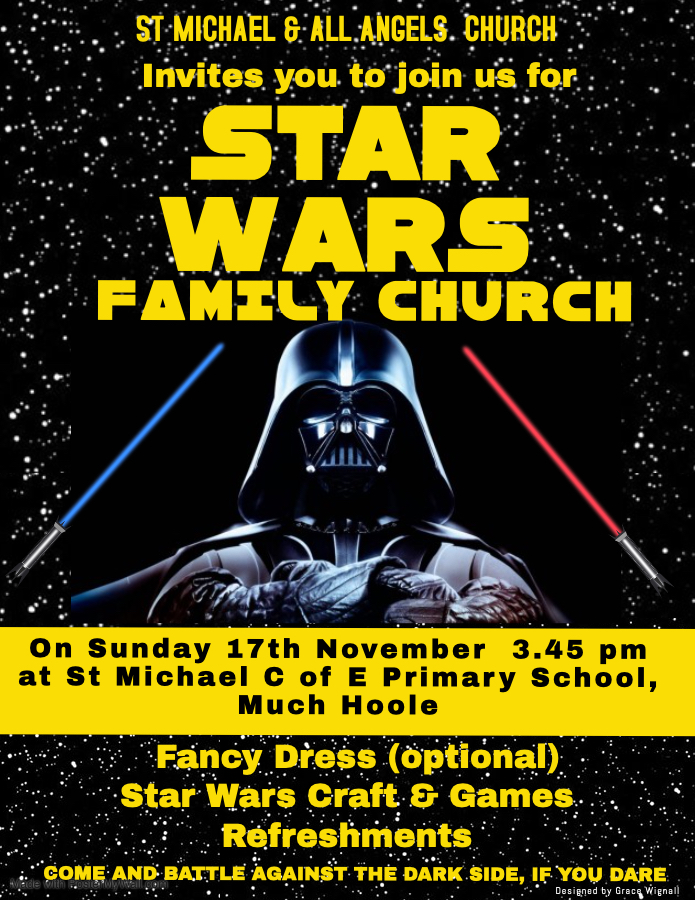 ST MICHAEL & ALL ANGELS CHURCH
Invites you to join us for
STAR
WARS
FAMILY CHURCH
On Sunday 17th November 3.45 pm
at St Michael C of E Primary School,
Much Hoole
Fancy Dress (optional)
Star Wars Craft & Games
Refreshments
COME AND BATTLE AGAINST THE DARK SIDE, IF YOU DARE
Made with PosterMyWall.com
Designed by Grace Wignall